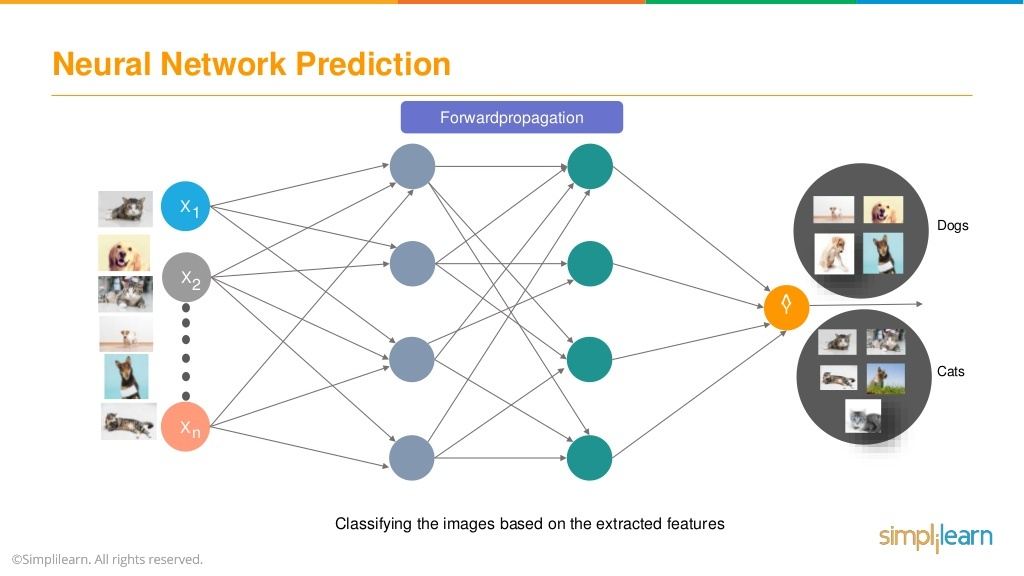 Neural Network Prediction
Forwardpropagation
X1
X2
Xn
Dogs
Cats
Classifying the images based on the extracted features
simplilearn
©Simplilearn. All rights reserved.